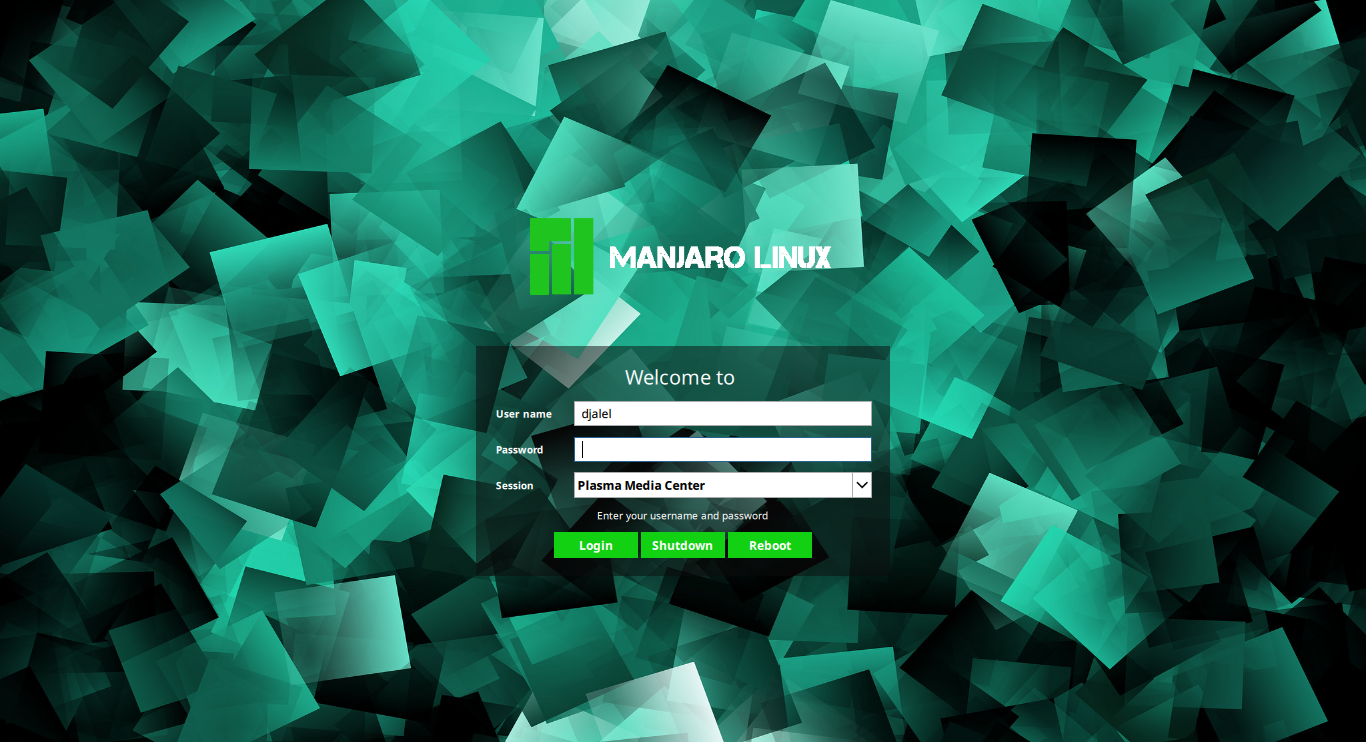 MANJARO LINUX
Welcome to
User name djalel
Password
Session Plasma Media Center
Enter your username and password
Login Shutdown Reboot